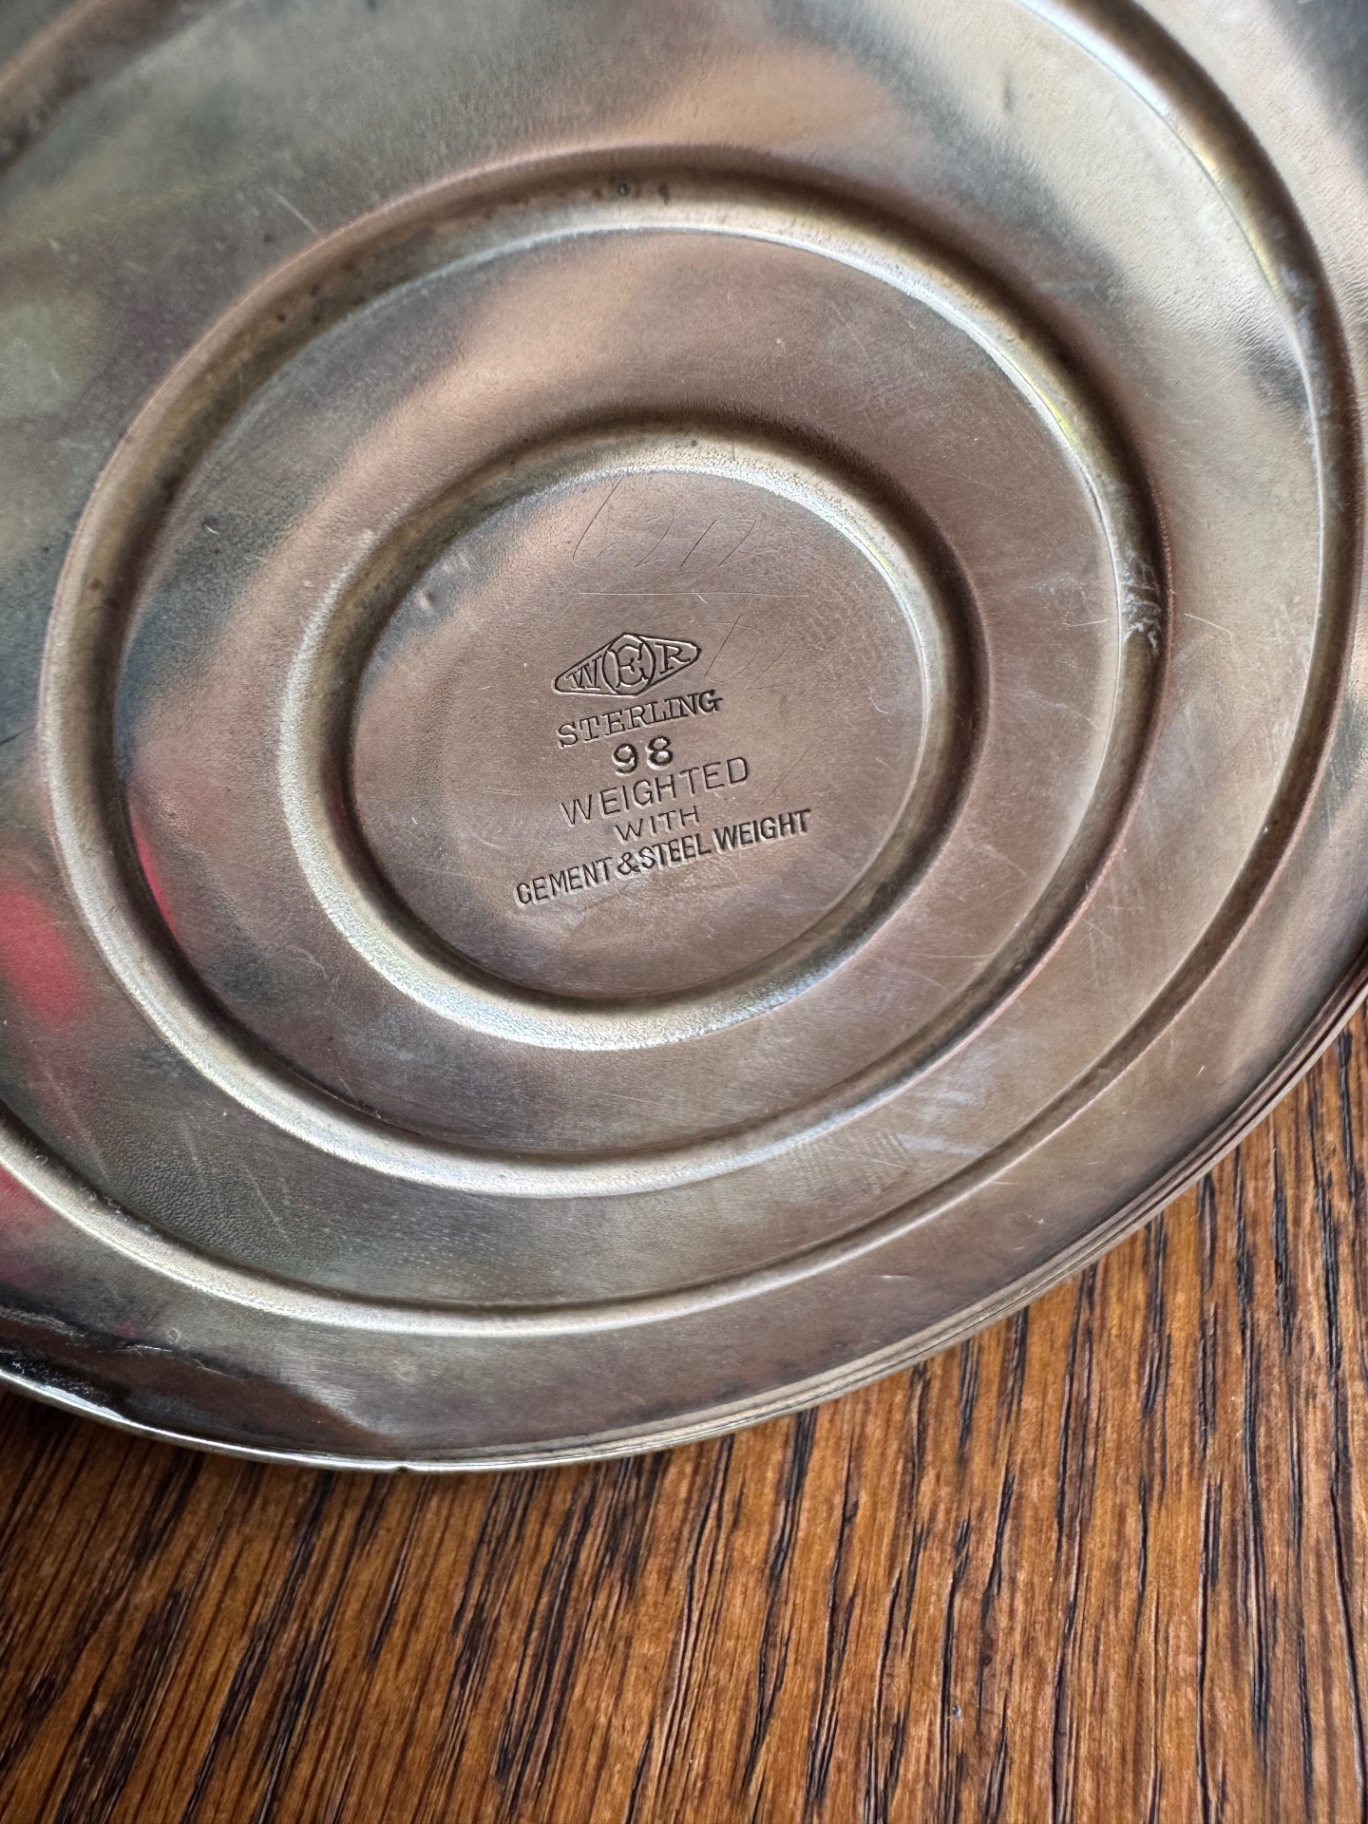 WER
STERLING
98
WEIGHTED
WITH
CEMENT & STEEL WEIGHT